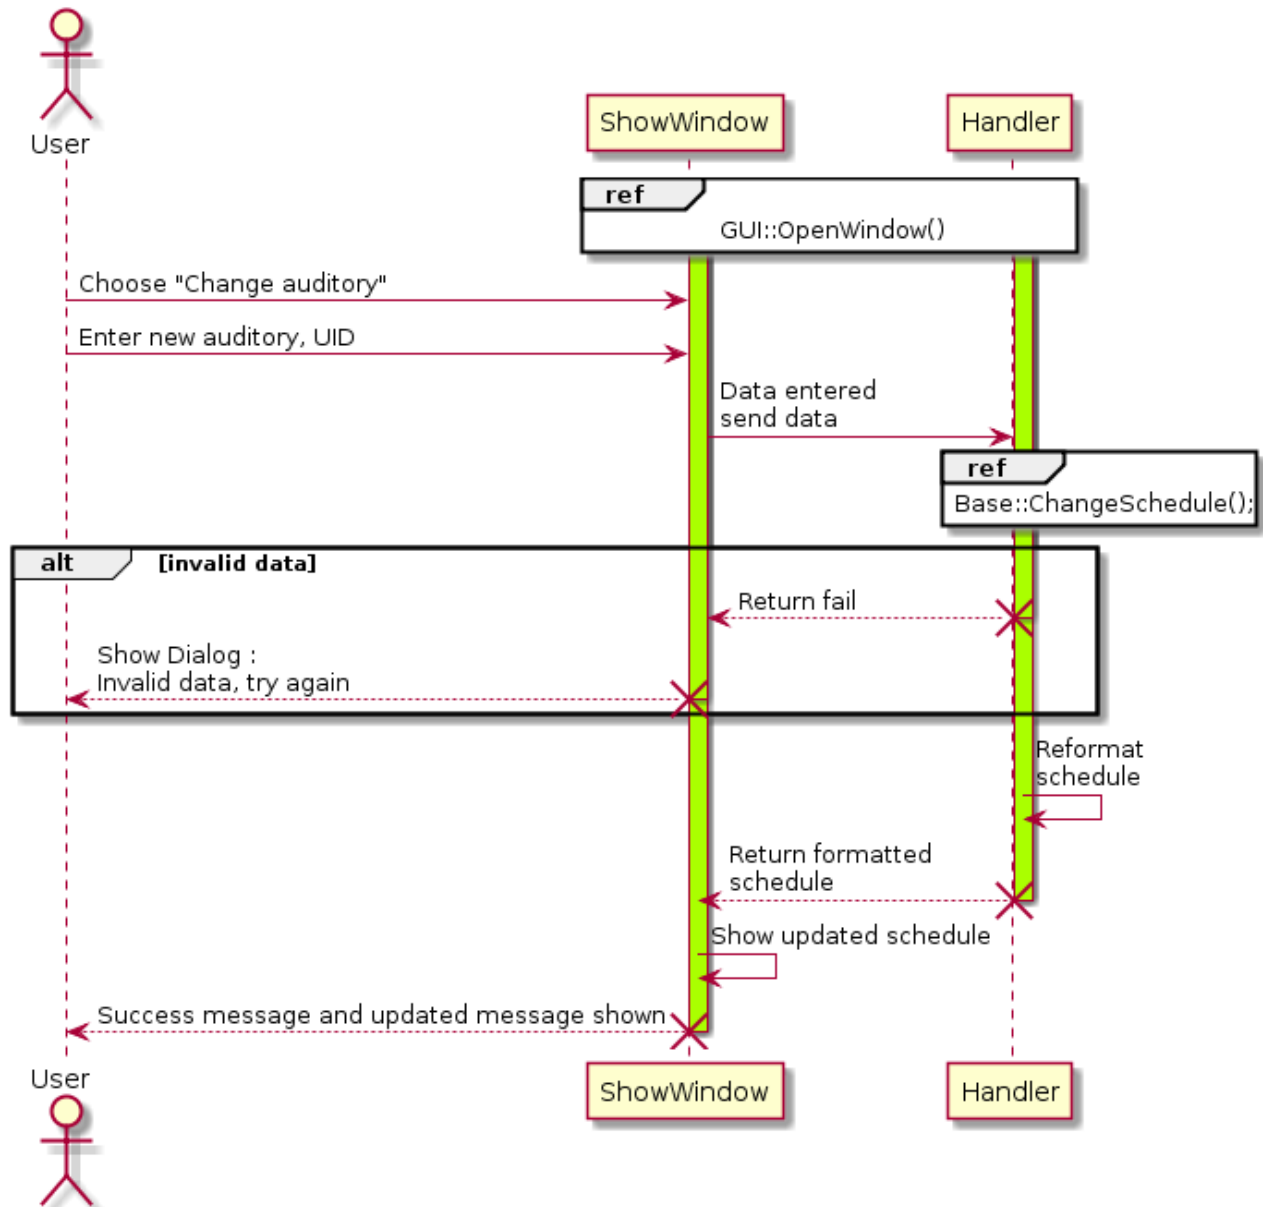 User
ShowWindow
Handler
ref
GUI::OpenWindow()
Choose "Change auditory"
Enter new auditory, UID
Data entered
send data
ref
Base::ChangeSchedule();
alt
[invalid data]
Return fail
Show Dialog :
Invalid data, try again
Reformat
schedule
Return formatted
schedule
Show updated schedule
Success message and updated message shown
User
ShowWindow
Handler